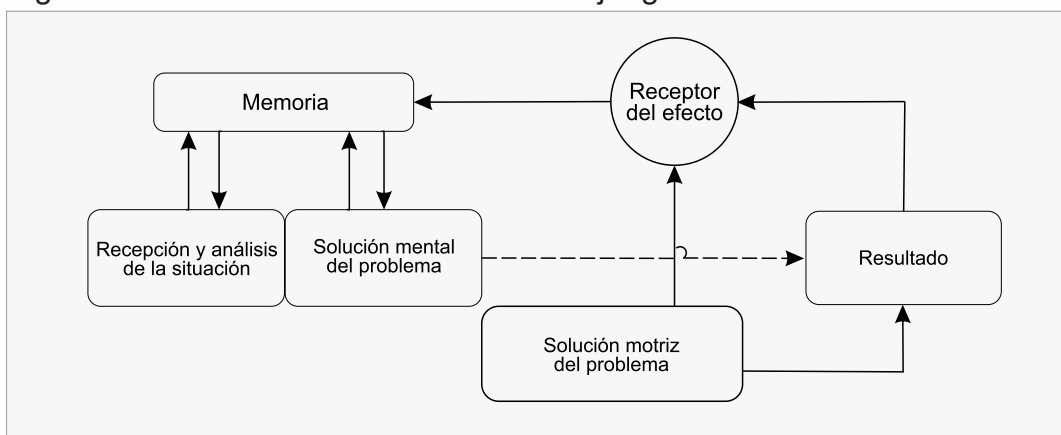 Memoria
Receptor
del efecto
Recepción y análisis
de la situación
Solución mental
del problema
Resultado
Solución motriz
del problema